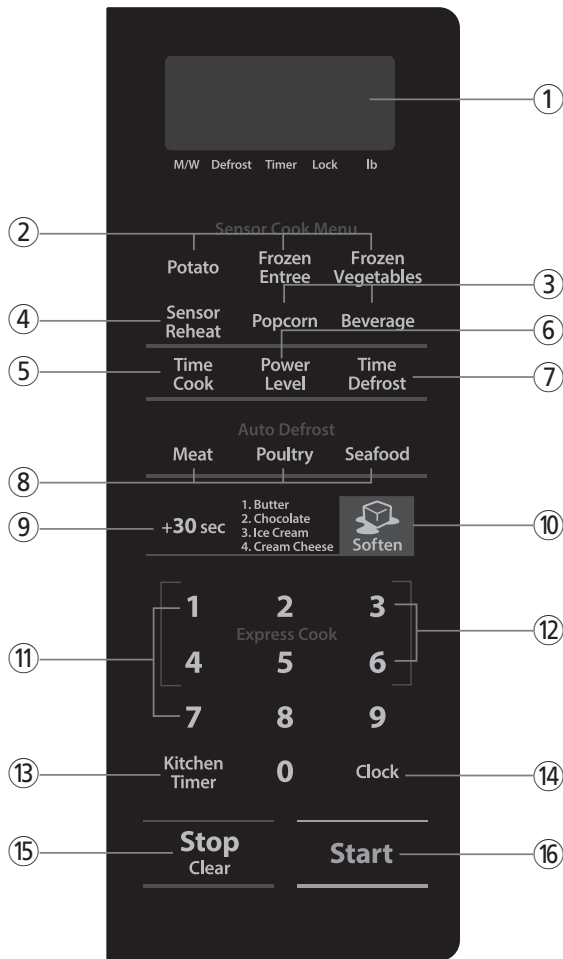 ①
M/W Defrost Timer Lock lb
② Sensor Cook Menu
Potato Frozen Entree Frozen Vegetables
③
④ Sensor Reheat Popcorn Beverage
⑥
⑤ Time Cook Power Level Time Defrost ⑦
Auto Defrost
Meat Poultry Seafood
⑧
⑨ +30 sec
1. Butter
2. Chocolate
3. Ice Cream
4. Cream Cheese
Soften ⑩
1 2 3
⑪ Express Cook ⑫
4 5 6
7 8 9
⑬ Kitchen Timer 0 Clock ⑭
⑮ Stop Clear Start ⑯